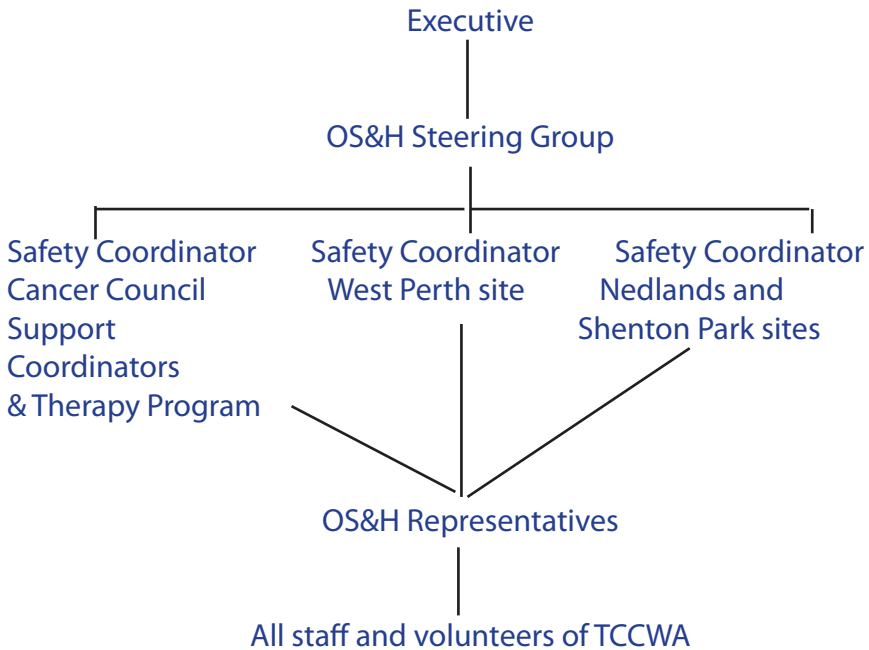 Executive
OS&H Steering Group
Safety Coordinator
Cancer Council
Support
Coordinators
& Therapy Program
Safety Coordinator
West Perth site
Safety Coordinator
Nedlands and
Shenton Park sites
OS&H Representatives
All staff and volunteers of TCCWA